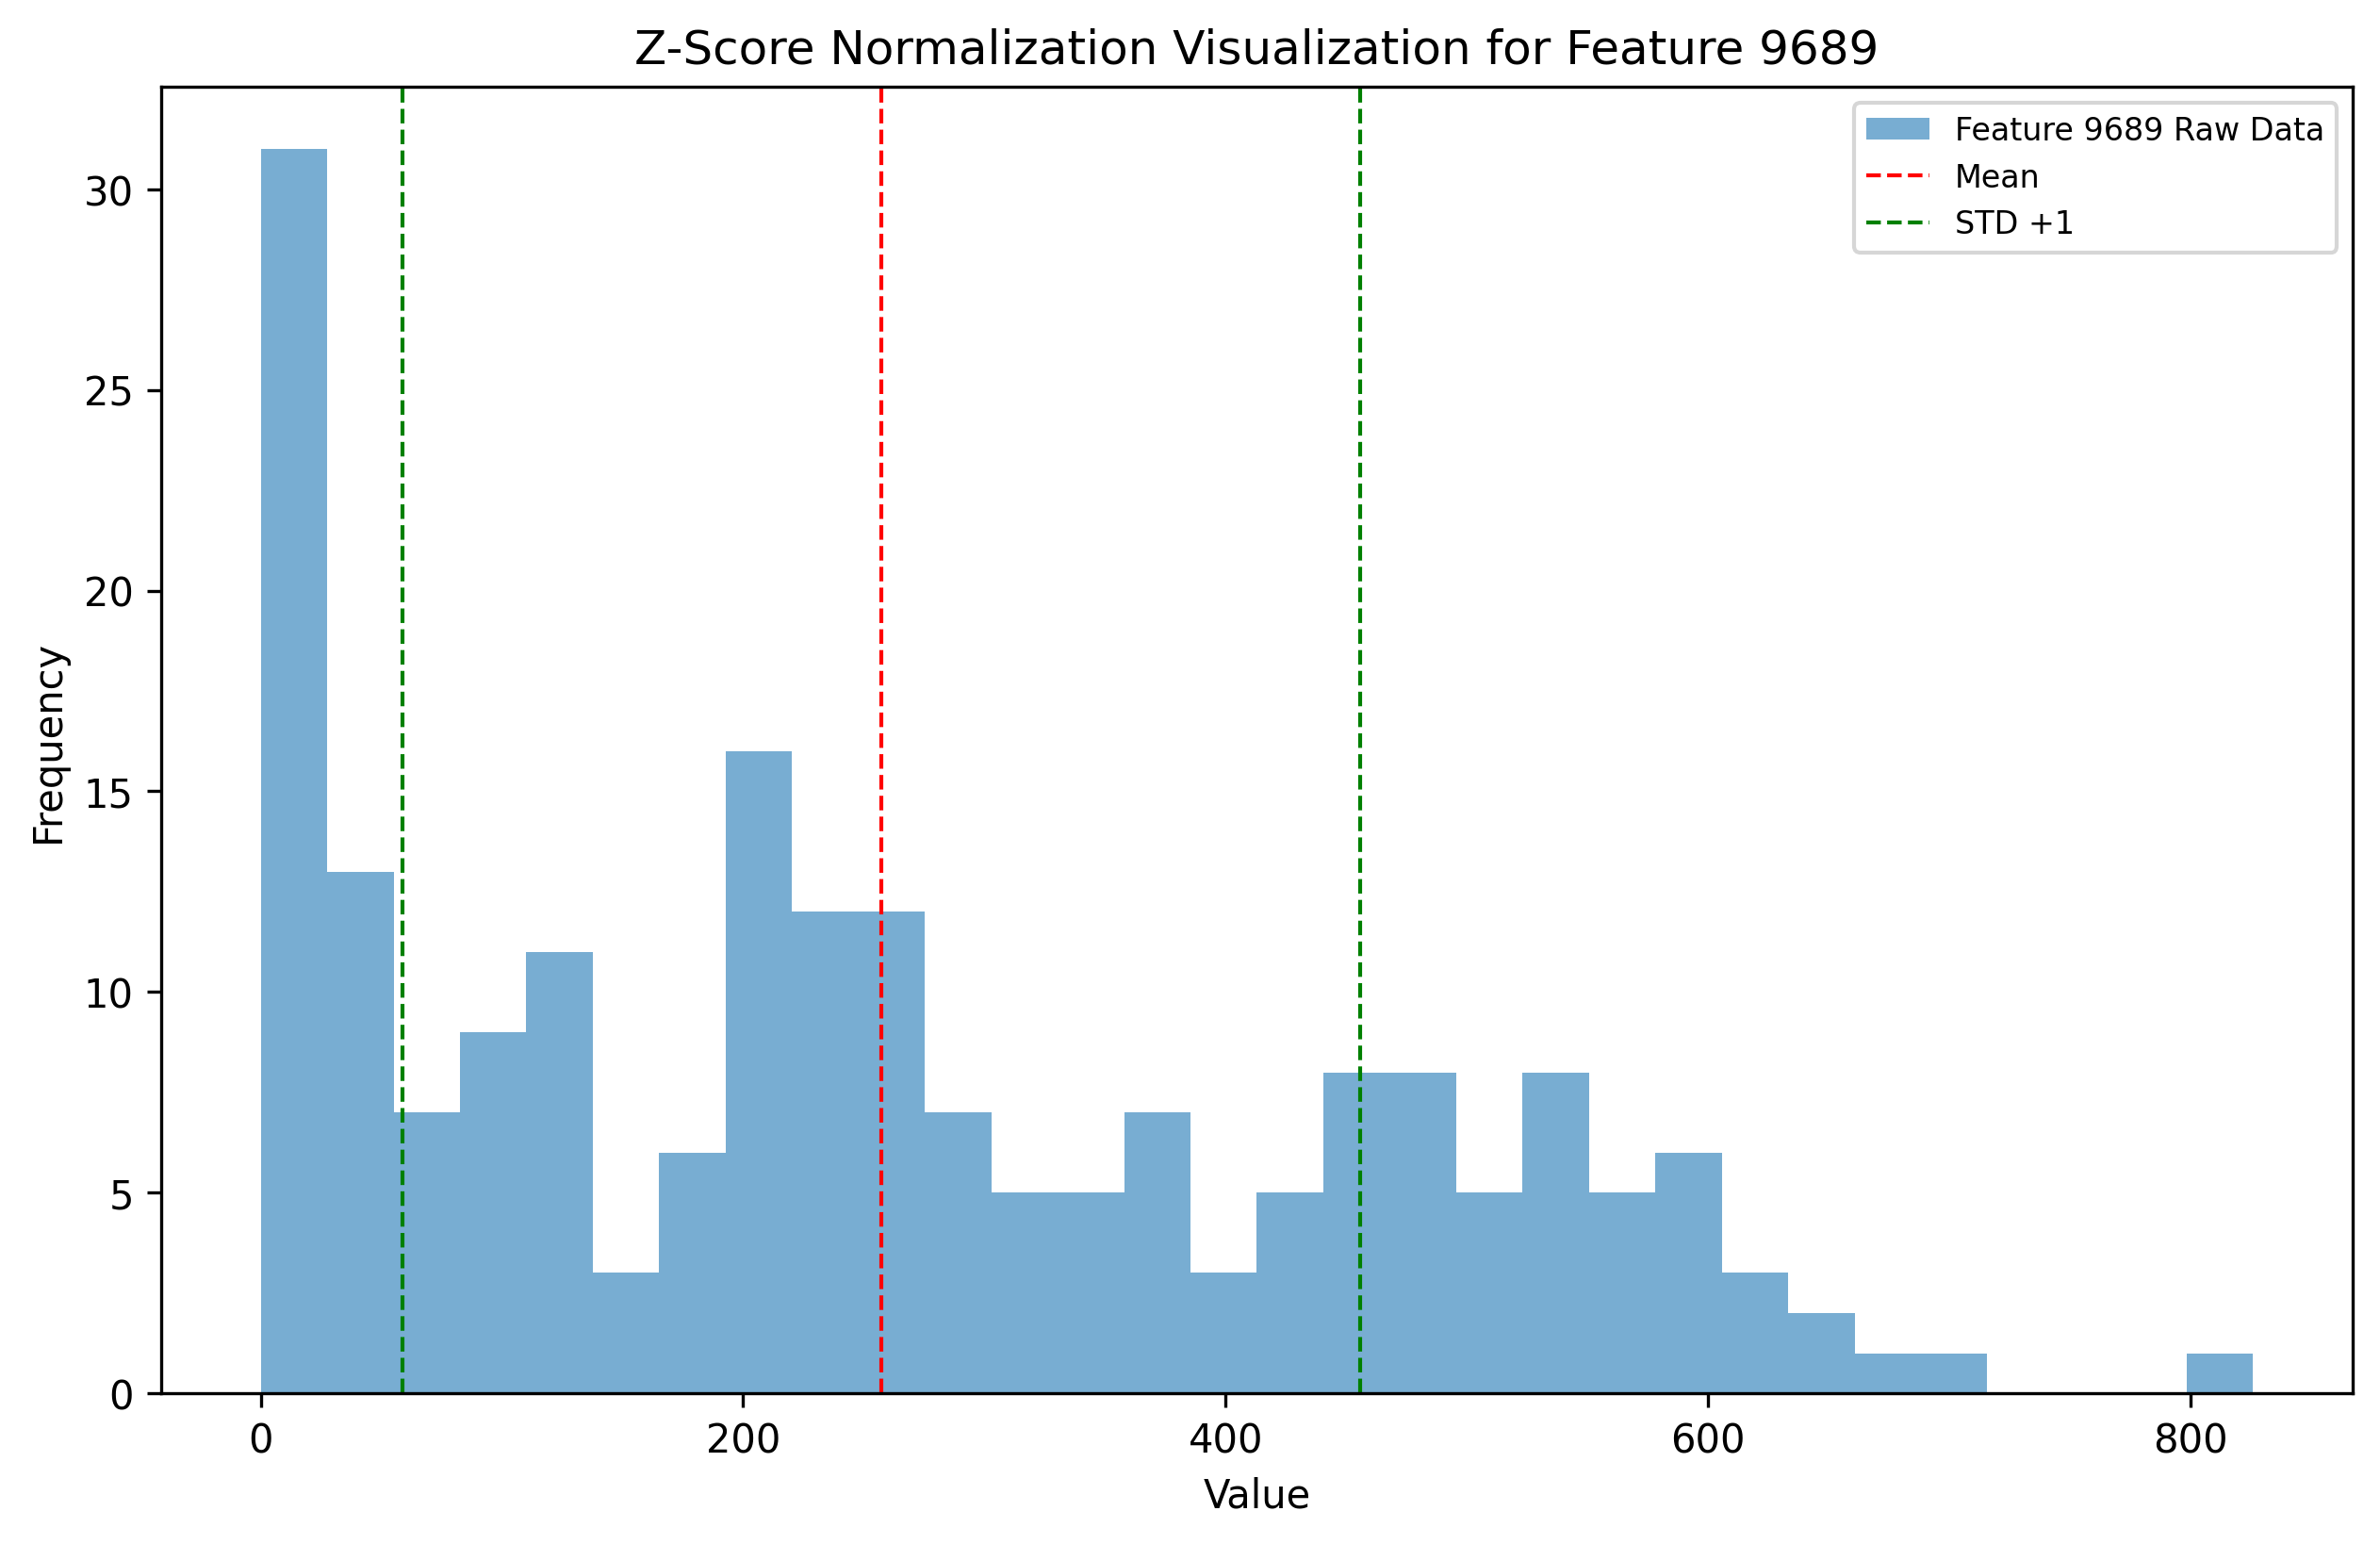 Z-Score Normalization Visualization for Feature 9689
Feature 9689 Raw Data
Mean
STD +1
Frequency
30
25
20
15
10
5
0
0 200 400 600 800
Value